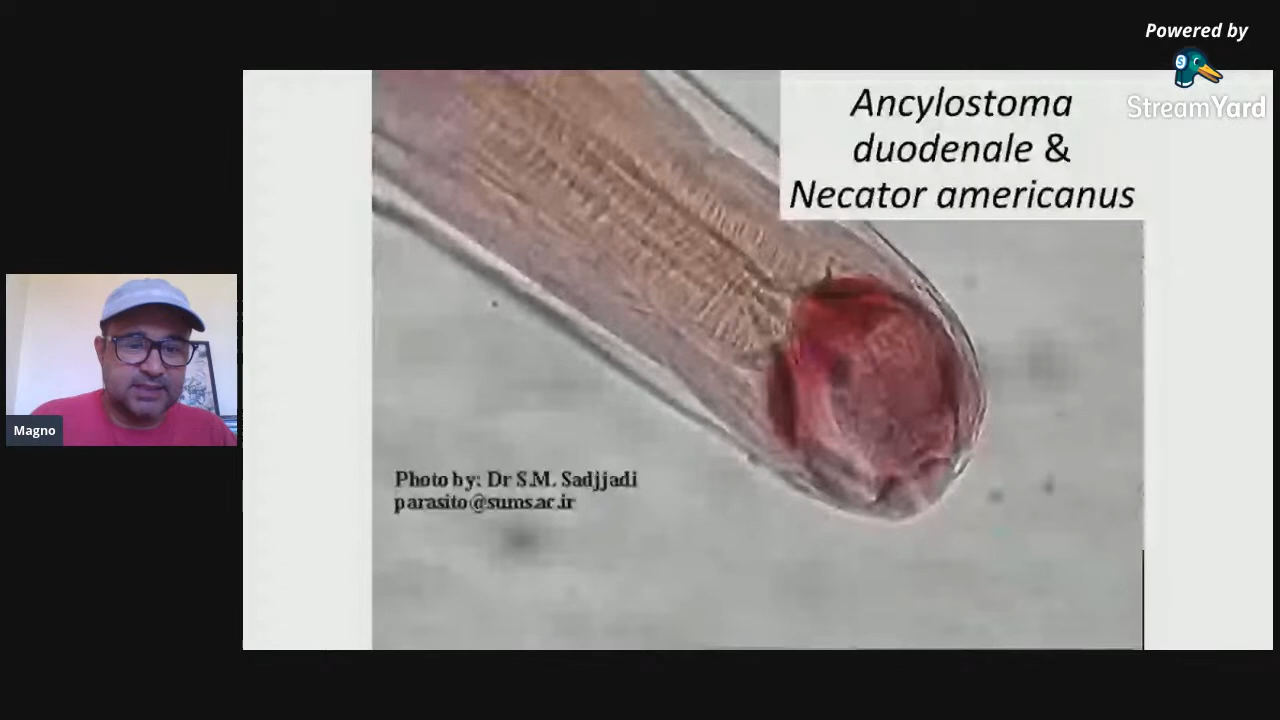 Powered by
StreamYard
Ancylostoma
duodenale &
Necator americanus
Magno
Photo by: Dr S.M. Sadjjadi
parasito@sums.ac.ir